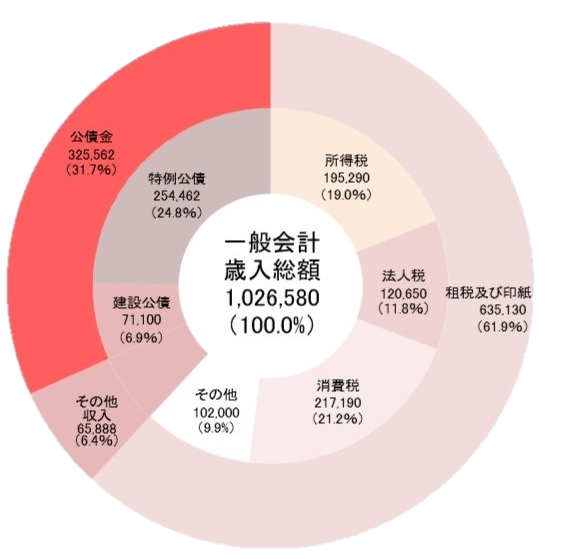 一般会計
歳入総額
1,026,580
(100.0%)
所得税
195,290
(19.0%)
法人税
120,650
(11.8%)
租税及び印紙
635,130
(61.9%)
消費税
217,190
(21.2%)
その他
102,000
(9.9%)
その他
収入
65,888
(6.4%)
建設公債
71,100
(6.9%)
特例公債
254,462
(24.8%)
公債金
325,562
(31.7%)